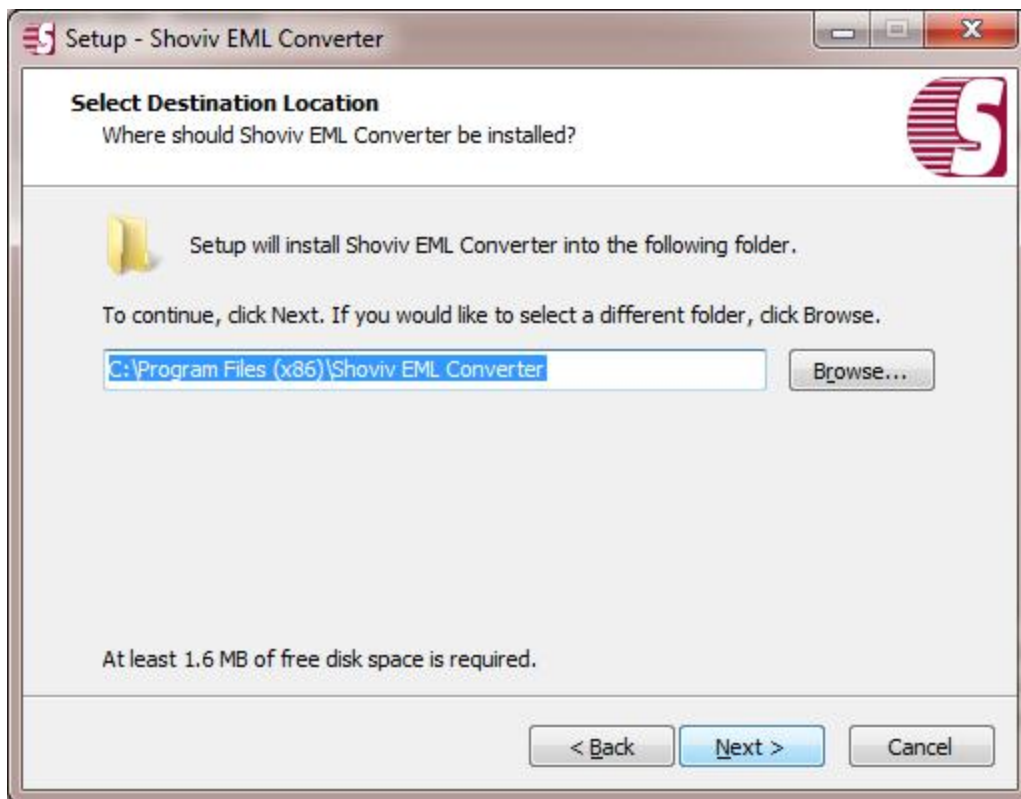 Setup - Shoviv EML Converter
Select Destination Location
Where should Shoviv EML Converter be installed?
Setup will install Shoviv EML Converter into the following folder.
To continue, click Next. If you would like to select a different folder, click Browse.
C:\Program Files (x86)\Shoviv EML Converter
Browse...
At least 1.6 MB of free disk space is required.
< Back
Next >
Cancel